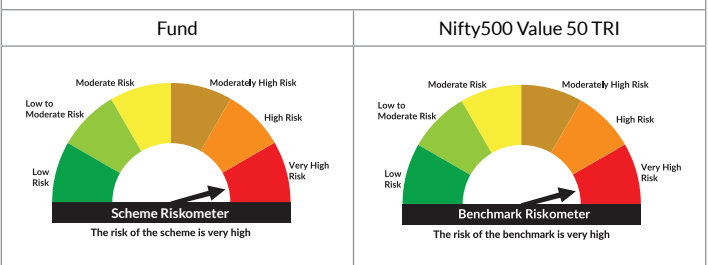 Fund
Nifty500 Value 50 TRI
Moderate Risk
Moderately High Risk
Low to
Moderate Risk
High Risk
Low
Risk
Very High
Risk
Scheme Riskometer
The risk of the scheme is very high
Moderate Risk
Moderately High Risk
Low to
Moderate Risk
High Risk
Low
Risk
Very High
Risk
Benchmark Riskometer
The risk of the benchmark is very high